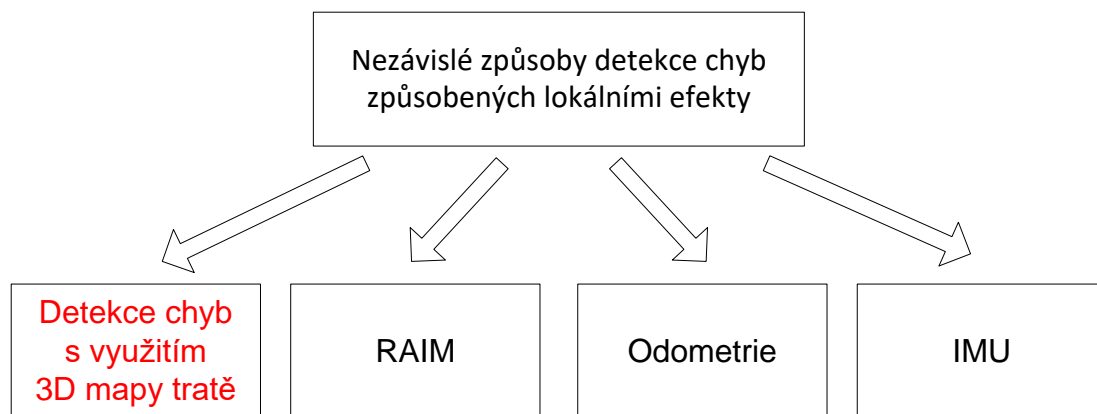 Nezávislé způsoby detekce chyb
způsobených lokálními efekty
Detekce chyb
s využitím
3D mapy tratě
RAIM
Odometrie
IMU